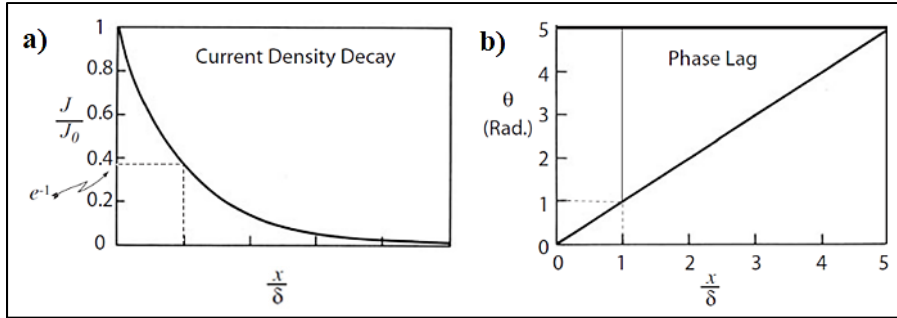 a)
Current Density Decay
J
J0
1
0.8
0.6
0.4
0.2
0
e-1
x
δ
b)
Phase Lag
θ
(Rad.)
5
4
3
2
1
0
0 1 2 3 4 5
x
δ